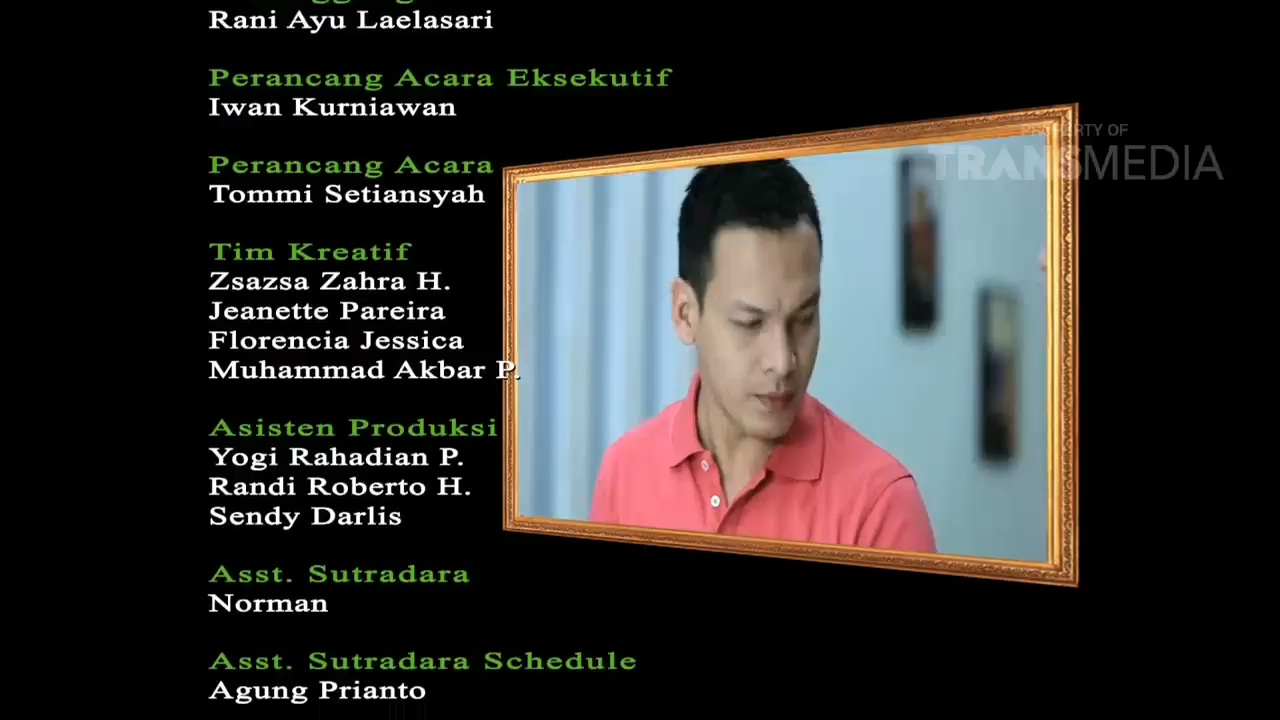 Rani Ayu Laelasari
Perancang Acara Eksekutif
Iwan Kurniawan
Perancang Acara
Tommi Setiansyah
Tim Kreatif
Zsazsa Zahra H.
Jeanette Pareira
Florencia Jessica
Muhammad Akbar P.
Asisten Produksi
Yogi Rahadian P.
Randi Roberto H.
Sendy Darlis
Asst. Sutradara
Norman
Asst. Sutradara Schedule
Agung Prianto
PROPERTY OF
TRANSMEDIA